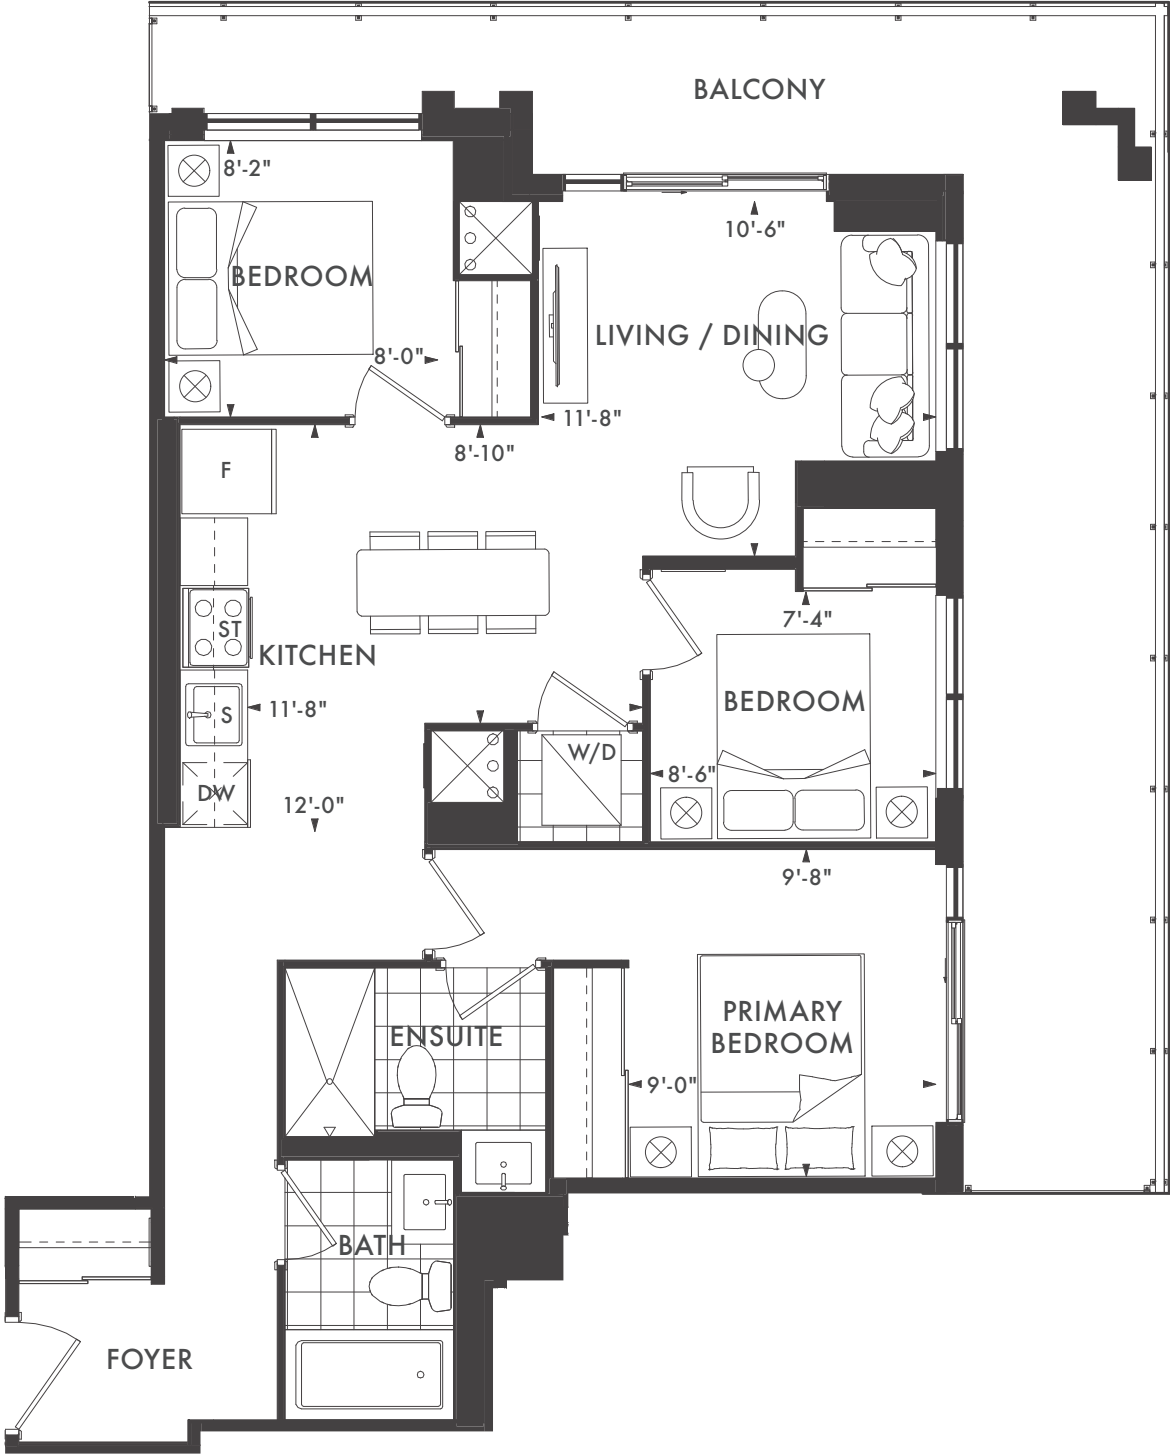 BALCONY
8'-2"
10'-6"
BEDROOM
LIVING / DINING
8'-0"
11'-8"
8'-10"
F
7'-4"
ST
KITCHEN
BEDROOM
S
11'-8"
W/D
8'-6"
DW
12'-0"
9'-8"
PRIMARY
BEDROOM
ENSUITE
9'-0"
BATH
FOYER